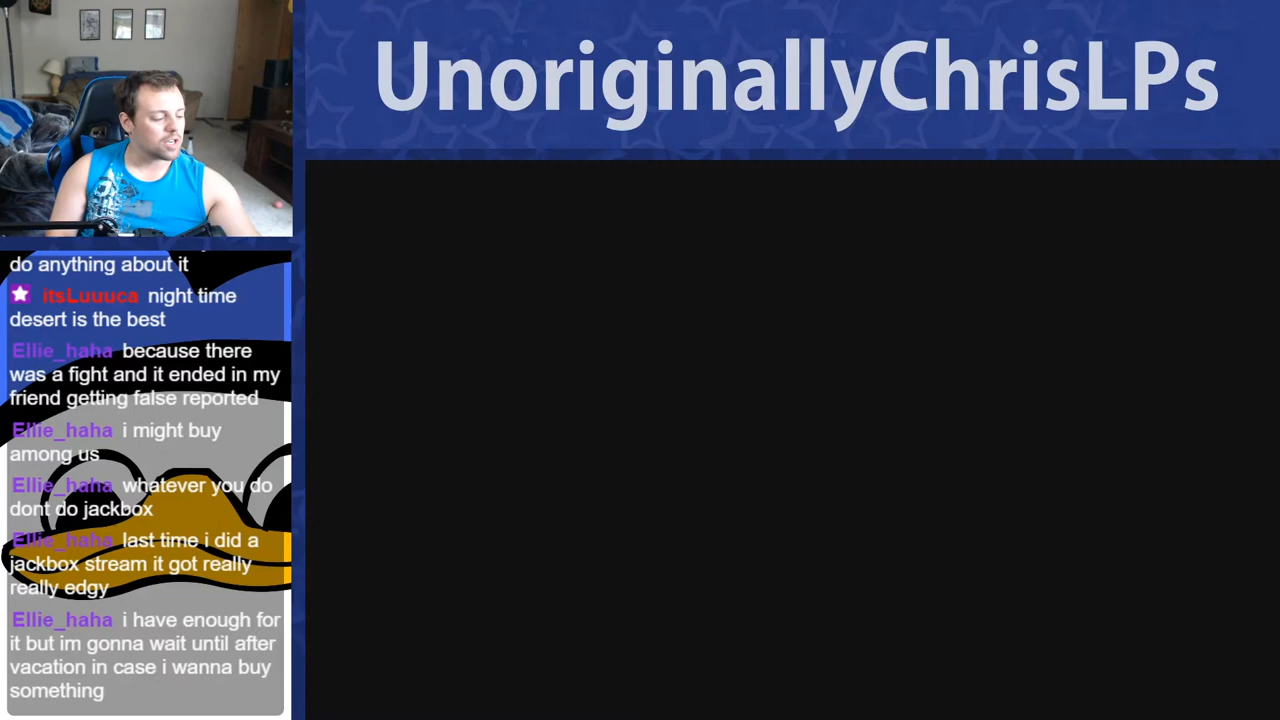 UnoriginallyChrisLPs
do anything about it
itsLuuuca night time
desert is the best
Ellie_haha because there
was a fight and it ended in my
friend getting false reported
Ellie_haha i might buy
among us
Ellie_haha whatever you do
dont do jackbox
Ellie_haha last time i did a
jackbox stream it got really
really edgy
Ellie_haha i have enough for
it but im gonna wait until after
vacation in case i wanna buy
something